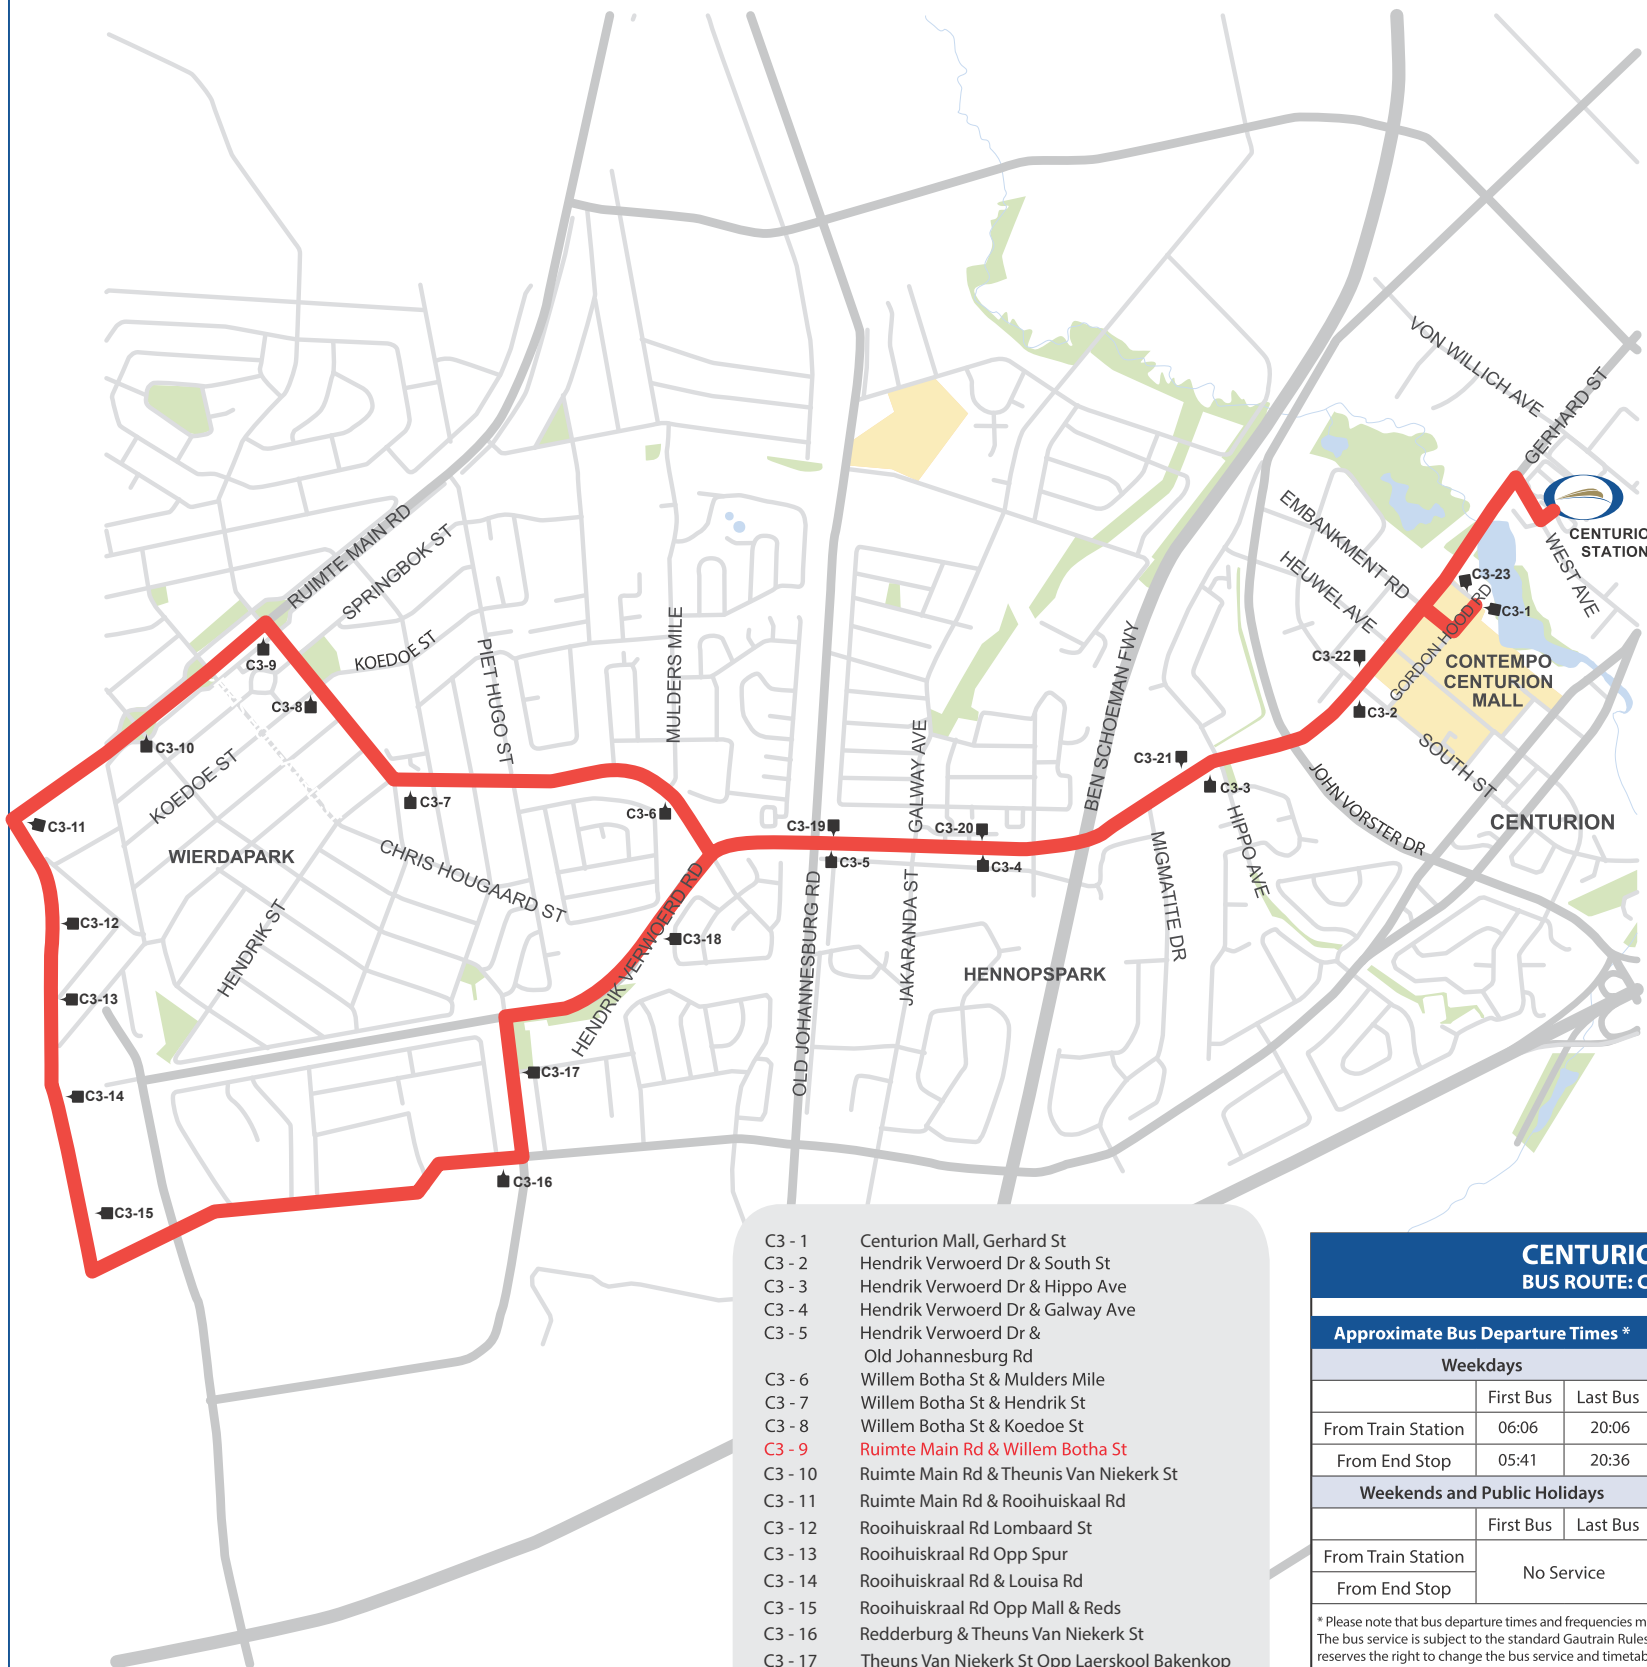 VON WILLICH AVE
GERHARD ST
CENTURIO
STATION
WEST AVE
EMBANKMENT RD
HEUWEL AVE
C3-23
C3-1
GORDON HOOD RD
C3-22
CONTEMPO
CENTURION
MALL
C3-2
SOUTH ST
RUIMTE MAIN RD
SPRINGBOK ST
KOEDOE ST
C3-9
C3-8
PIET HUGO ST
MULDERS MILE
BEN SCHOEMAN FWY
C3-10
KOEDOE ST
C3-7
C3-6
C3-21
C3-3
GALWAY AVE
JOHN VORSTER DR
CENTURION
C3-11
WIERDAPARK
CHRIS HOUGAARD ST
C3-19
C3-5
C3-20
C3-4
HIPPO AVE
MIGMATITE DR
C3-12
HENDRIK ST
HENDRIK VERWOERD RD
C3-18
OLD JOHANNESBURG RD
JAKARANDA ST
HENNOPSPARK
C3-13
C3-14
C3-17
C3-15
C3-16
C3 - 1 Centurion Mall, Gerhard St
C3 - 2 Hendrik Verwoerd Dr & South St
C3 - 3 Hendrik Verwoerd Dr & Hippo Ave
C3 - 4 Hendrik Verwoerd Dr & Galway Ave
C3 - 5 Hendrik Verwoerd Dr &
Old Johannesburg Rd
C3 - 6 Willem Botha St & Mulders Mile
C3 - 7 Willem Botha St & Hendrik St
C3 - 8 Willem Botha St & Koedoe St
C3 - 9 Ruimte Main Rd & Willem Botha St
C3 - 10 Ruimte Main Rd & Theunis Van Niekerk St
C3 - 11 Ruimte Main Rd & Rooihuiskaal Rd
C3 - 12 Rooihuiskraal Rd Lombaard St
C3 - 13 Rooihuiskraal Rd Opp Spur
C3 - 14 Rooihuiskraal Rd & Louisa Rd
C3 - 15 Rooihuiskraal Rd Opp Mall & Reds
C3 - 16 Redderburg & Theuns Van Niekerk St
C3 - 17 Theuns Van Niekerk St Opp Laerskool Bakenkop
CENTURIO
BUS ROUTE: C
Approximate Bus Departure Times *
Weekdays
First Bus Last Bus
From Train Station 06:06 20:06
From End Stop 05:41 20:36
Weekends and Public Holidays
First Bus Last Bus
From Train Station
No Service
From End Stop
* Please note that bus departure times and frequencies m
The bus service is subject to the standard Gautrain Rules
reserves the right to change the bus service and timetab